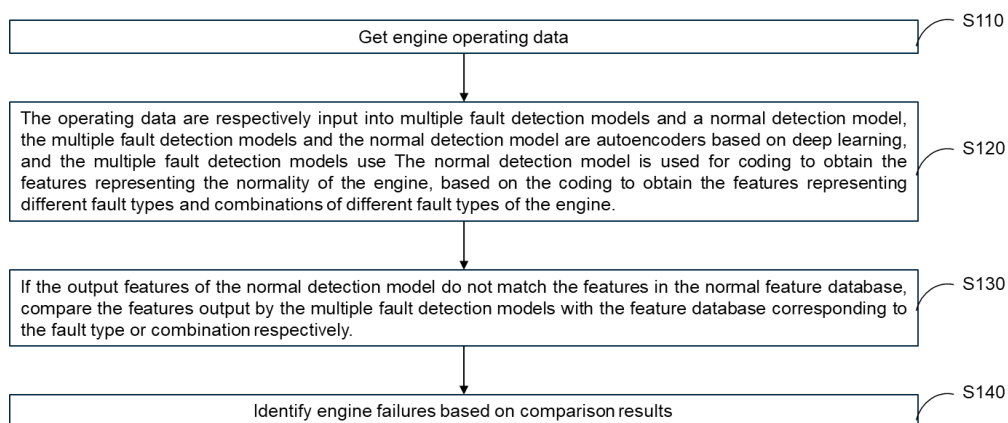 S110
Get engine operating data
The operating data are respectively input into multiple fault detection models and a normal detection model,
the multiple fault detection models and the normal detection model are autoencoders based on deep learning,
S120
and the multiple fault detection models use The normal detection model is used for coding to obtain the
features representing the normality of the engine, based on the coding to obtain the features representing
different fault types and combinations of different fault types of the engine.
S130
If the output features of the normal detection model do not match the features in the normal feature database,
compare the features output by the multiple fault detection models with the feature database corresponding to
the fault type or combination respectively.
S140
Identify engine failures based on comparison results